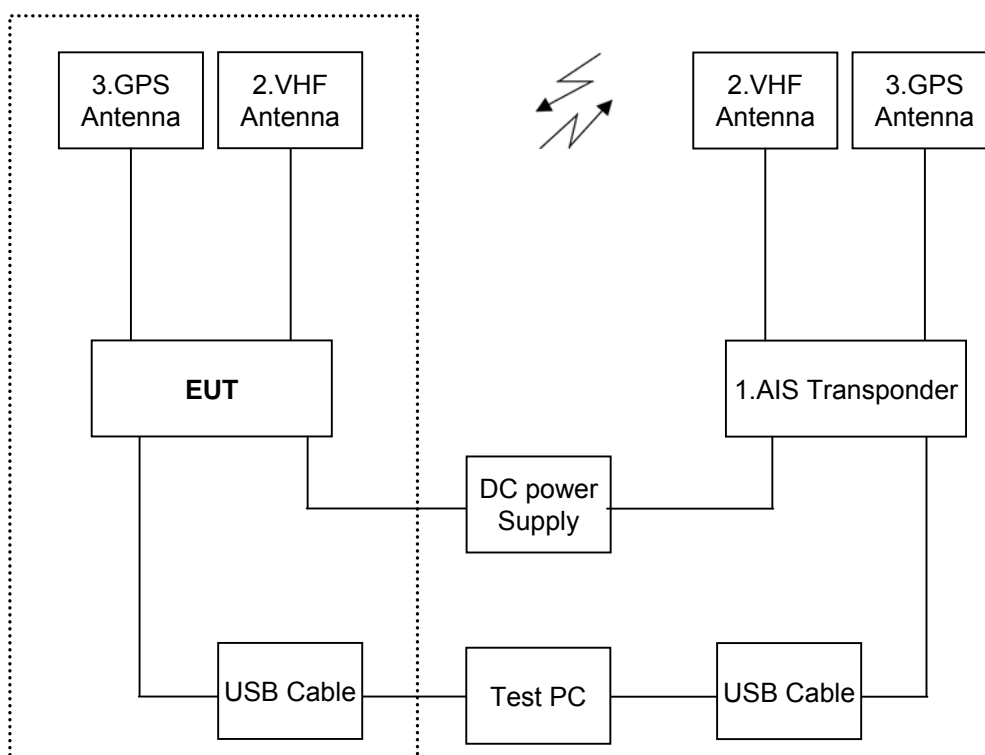 3.GPS
Antenna
2.VHF
Antenna
2.VHF
Antenna
3.GPS
Antenna
EUT
1.AIS Transponder
DC power
Supply
USB Cable
Test PC
USB Cable